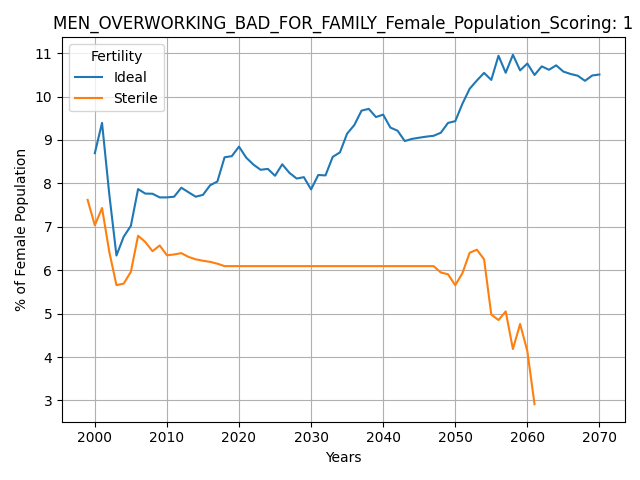 MEN_OVERWORKING_BAD_FOR_FAMILY_Female_Population_Scoring: 1
Fertility
Ideal
Sterile
% of Female Population
11
10
9
8
7
6
5
4
3
2000 2010 2020 2030 2040 2050 2060 2070
Years